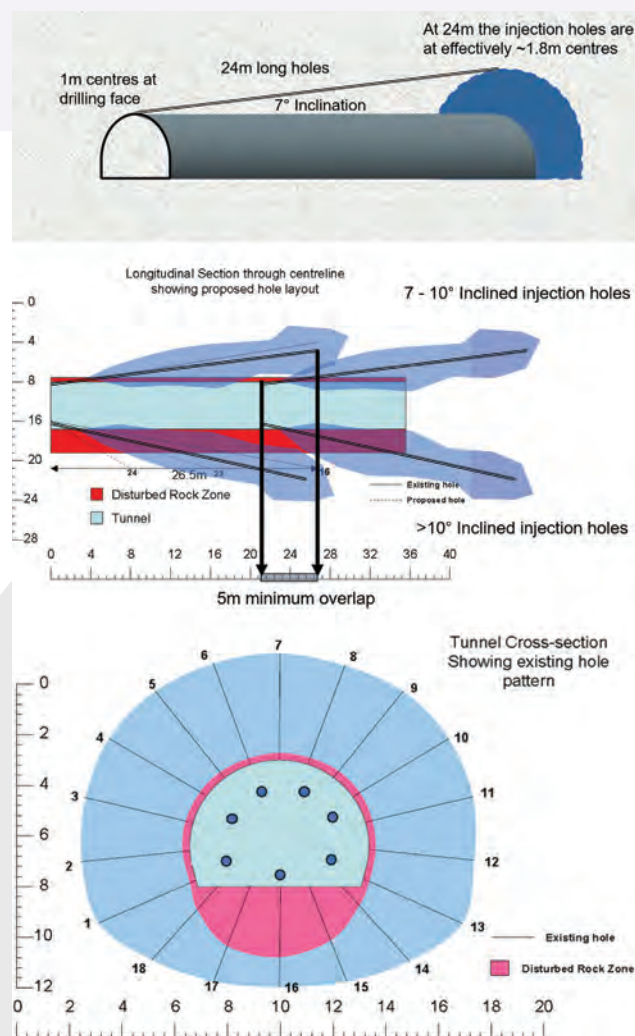 At 24m the injection holes are
at effectively ~1.8m centres
24m long holes
1m centres at
drilling face
7° Inclination
Longitudinal Section through centreline
showing proposed hole layout
7 - 10° Inclined injection holes
0
4
8
16
20
24
28
24
23
16
26.5m
Existing hole
Proposed hole
Disturbed Rock Zone
Tunnel
>10° Inclined injection holes
0 4 8 12 16 20 24 28 32 36 40
5m minimum overlap
Tunnel Cross-section
Showing existing hole
pattern
0
2
4
6
8
10
12
1
2
3
4
5
6
7
8
9
10
11
12
13
14
15
16
17
18
Existing hole
Disturbed Rock Zone
0 2 4 6 8 10 12 14 16 18 20